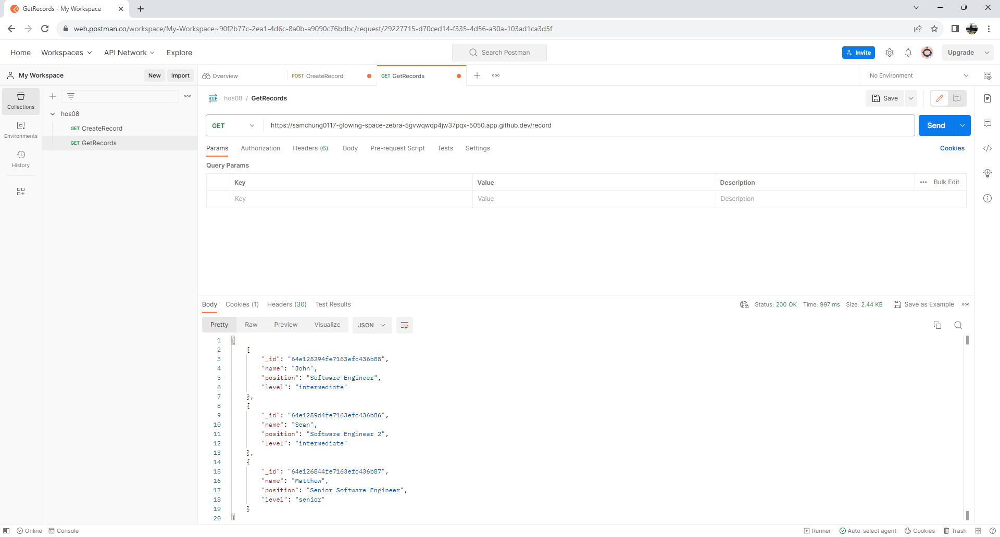 GetRecords - My Workspace
web.postman.co/workspace/My-Workspace~90f2b77c-2ea1-4d6c-8a0b-a9090c76bdbc/request/29227715-d70ced14-f335-4d56-a30a-103ad1ca3d5f
Home Workspaces API Network Explore Search Postman Invite Upgrade
My Workspace New Import Overview POST CreateRecord GET GetRecords No Environment
Collections
Environments
History
hos08
GET CreateRecord
GET GetRecords
HTTP hos08 / GetRecords Save
GET https://samchung0117-glowing-space-zebra-5gvwqwqp4jw37pqx-5050.app.github.dev/record Send
Params Authorization Headers (6) Body Pre-request Script Tests Settings Cookies
Query Params
Key Value Description Bulk Edit
Key Value Description
Body Cookies (1) Headers (30) Test Results Status: 200 OK Time: 997 ms Size: 2.44 KB Save as Example
Pretty Raw Preview Visualize JSON
1 [
2 {
3 "_id": "64e125294fe7163efc436b85",
4 "name": "John",
5 "position": "Software Engineer",
6 "level": "intermediate"
7 },
8 {
9 "_id": "64e1259d4fe7163efc436b86",
10 "name": "Sean",
11 "position": "Software Engineer 2",
12 "level": "intermediate"
13 },
14 {
15 "_id": "64e126844fe7163efc436b87",
16 "name": "Matthew",
17 "position": "Senior Software Engineer",
18 "level": "senior"
19 }
20 ]
Online Console Runner Auto-select agent Cookies Trash